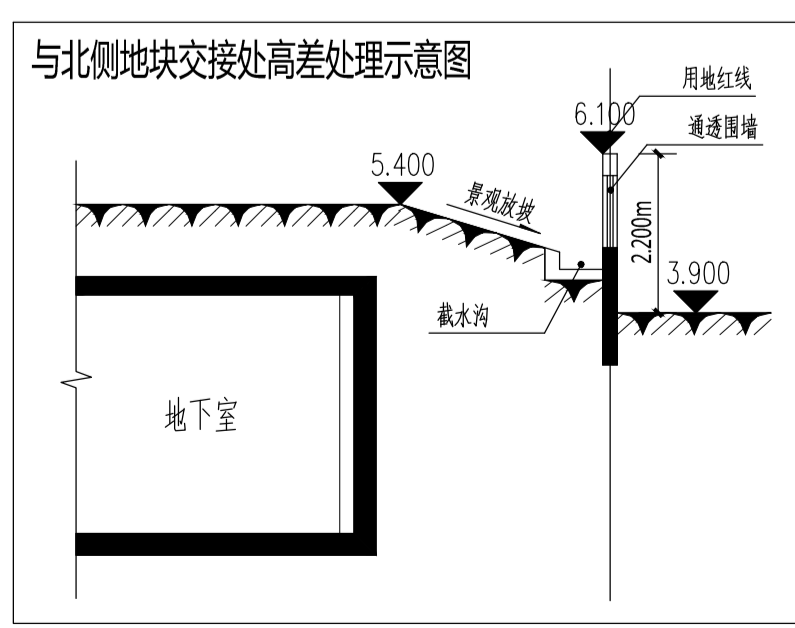 与北侧地块交接处高差处理示意图
用地红线
6.100
通透围墙
5.400
景观放坡
2.200m
3.900
截水沟
地下室